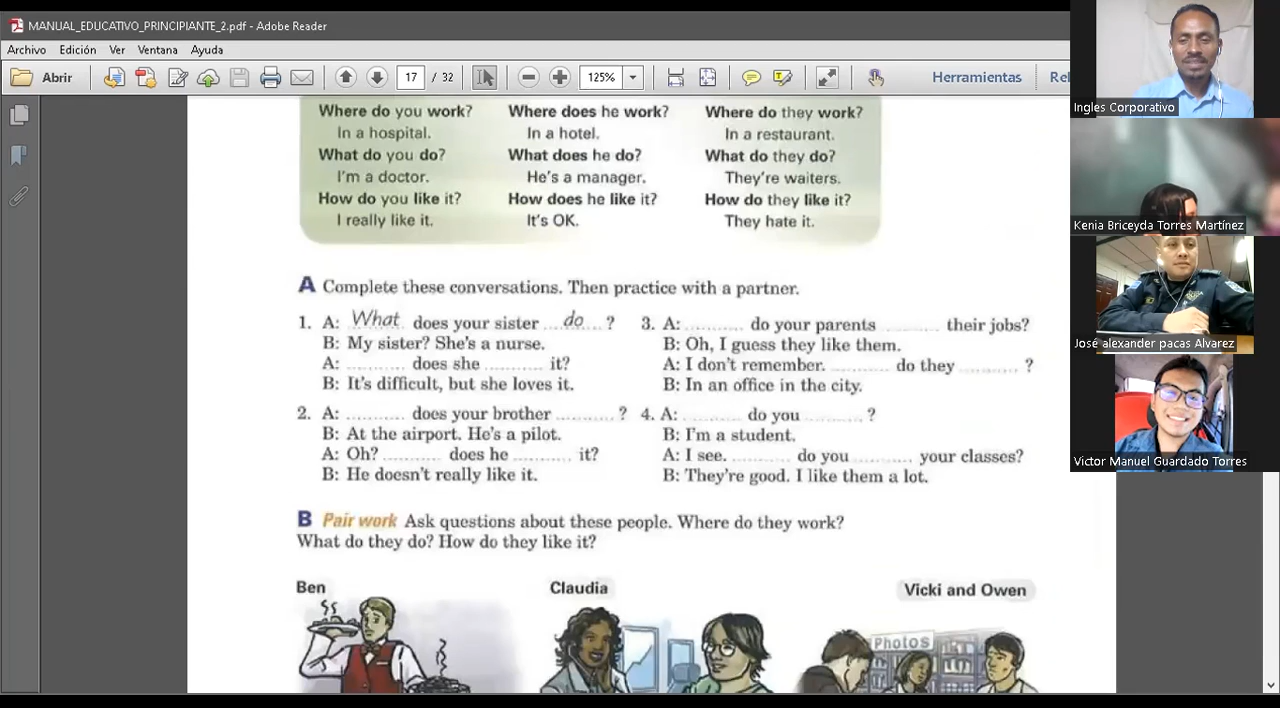 MANUAL_EDUCATIVO_PRINCIPIANTE_2.pdf - Adobe Reader
Archivo Edición Ver Ventana Ayuda
Abrir 17 / 32 125% Herramientas Rel
Where do you work? Where does he work? Where do they work?
In a hospital. In a hotel. In a restaurant.
What do you do? What does he do? What do they do?
I'm a doctor. He's a manager. They're waiters.
How do you like it? How does he like it? How do they like it?
I really like it. It's OK. They hate it.
A Complete these conversations. Then practice with a partner.
1. A: What does your sister do ?
B: My sister? She's a nurse.
A: .......... does she .......... it?
B: It's difficult, but she loves it.
2. A: .......... does your brother .......... ?
B: At the airport. He's a pilot.
A: Oh? .......... does he .......... it?
B: He doesn't really like it.
3. A: .......... do your parents .......... their jobs?
B: Oh, I guess they like them.
A: I don't remember. .......... do they .......... ?
B: In an office in the city.
4. A: .......... do you .......... ?
B: I'm a student.
A: I see. .......... do you .......... your classes?
B: They're good. I like them a lot.
B Pair work Ask questions about these people. Where do they work?
What do they do? How do they like it?
Ben Claudia Vicki and Owen
Photos
Ingles Corporativo
Kenia Briceyda Torres Martínez
José alexander pacas Alvarez
Victor Manuel Guardado Torres